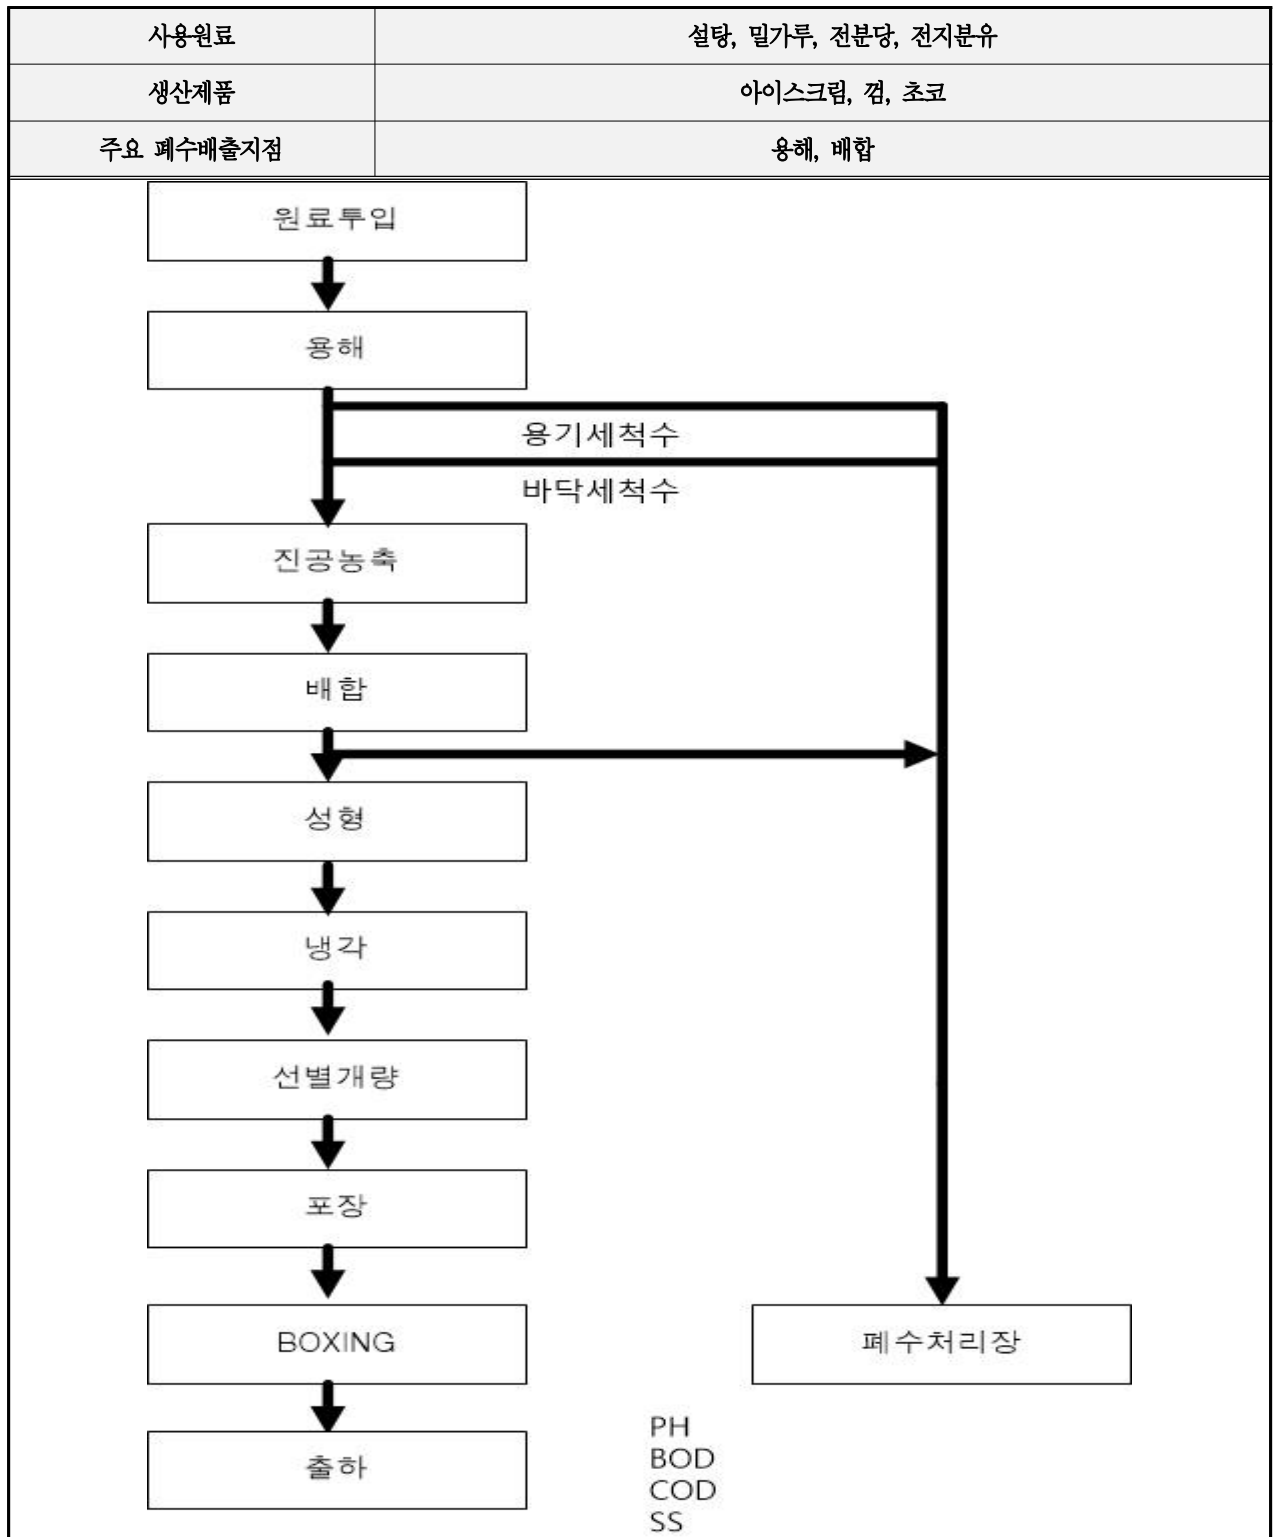 사용원료 설탕, 밀가루, 전분당, 전지분유
생산제품 아이스크림, 껌, 초코
주요 폐수배출지점 용해, 배합
원료투입
용해
용기세척수
바닥세척수
진공농축
배합
성형
냉각
선별개량
포장
BOXING 폐수처리장
출하
PH
BOD
COD
SS